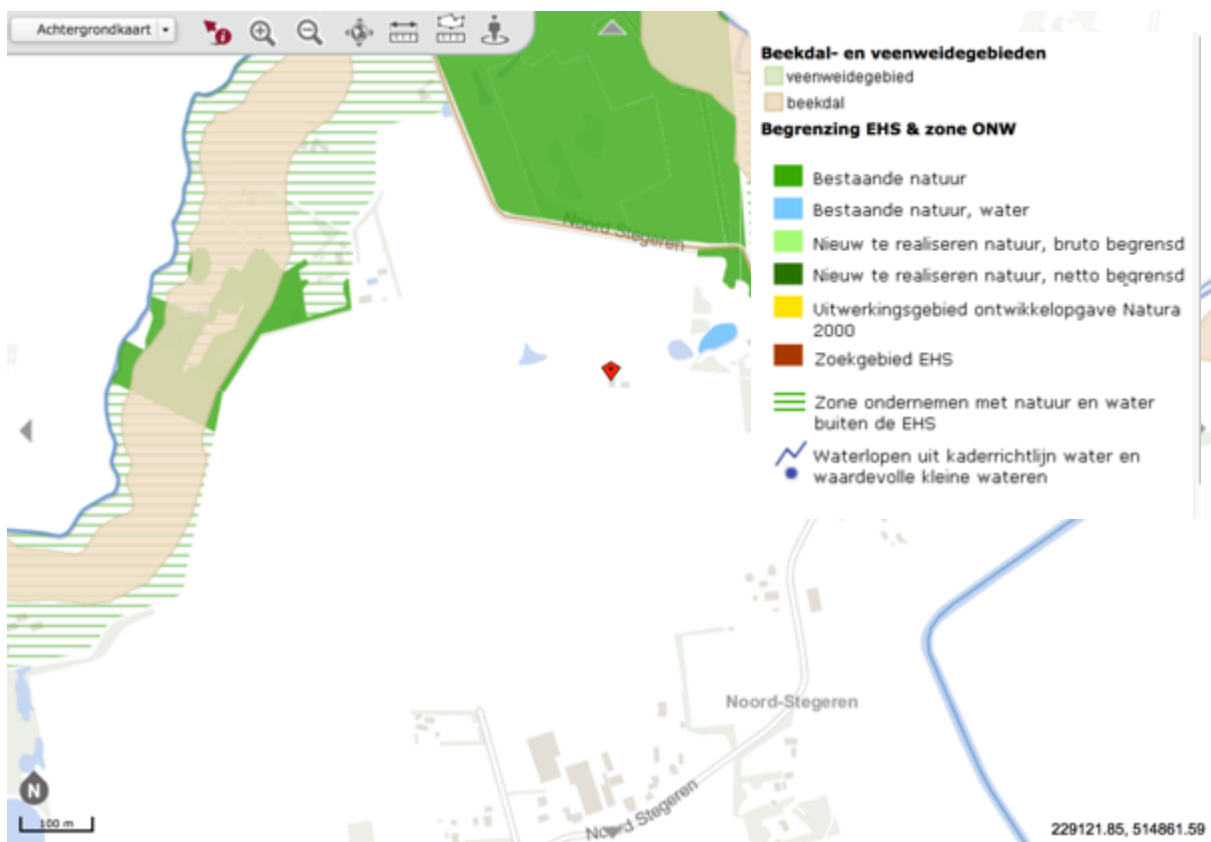 Achtergrondkaart
Beekdal- en veenweidegebieden
veenweidegebied
beekdal
Begrenzing EHS & zone ONW
Bestaande natuur
Bestaande natuur, water
Nieuw te realiseren natuur, bruto begrensd
Nieuw te realiseren natuur, netto begrensd
Uitwerkingsgebied ontwikkelopgave Natura
2000
Zoekgebied EHS
Zone ondernemen met natuur en water
buiten de EHS
Waterlopen uit kaderrichtlijn water en
waardevolle kleine wateren
Noord Stegeren
Noord-Stegeren
Noord Stegeren
N
100 m
229121.85, 514861.59